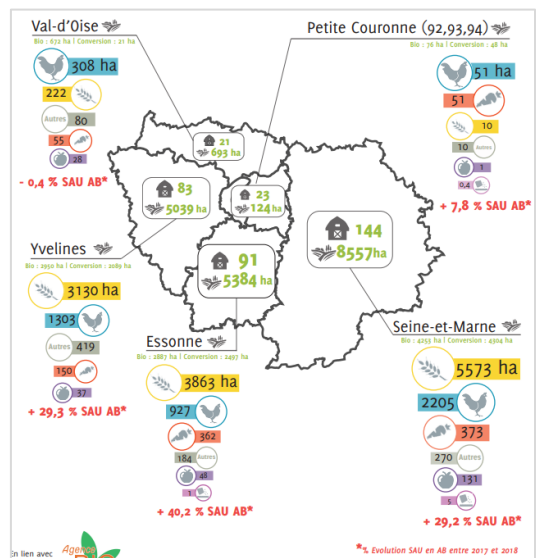 Val-d'Oise
Bio : 672 ha | Conversion : 21 ha
308 ha
222
Autres 80
55
28
- 0,4 % SAU AB*
Petite Couronne (92,93,94)
Bio : 76 ha | Conversion : 48 ha
51 ha
51
10
10 Autres
1
0,4
+ 7,8 % SAU AB*
21
693 ha
83
5039 ha
23
124 ha
91
5384 ha
144
8557 ha
Yvelines
Bio : 2950 ha | Conversion : 2089 ha
3130 ha
1303
Autres 419
150
37
+ 29,3 % SAU AB*
Essonne
Bio : 2887 ha | Conversion : 2497 ha
3863 ha
927
362
184 Autres
48
1
+ 40,2 % SAU AB*
Seine-et-Marne
Bio : 4253 ha | Conversion : 4304 ha
5573 ha
2205
373
270 Autres
131
5
+ 29,2 % SAU AB*
*% Evolution SAU en AB entre 2017 et 2018
En lien avec
Agence